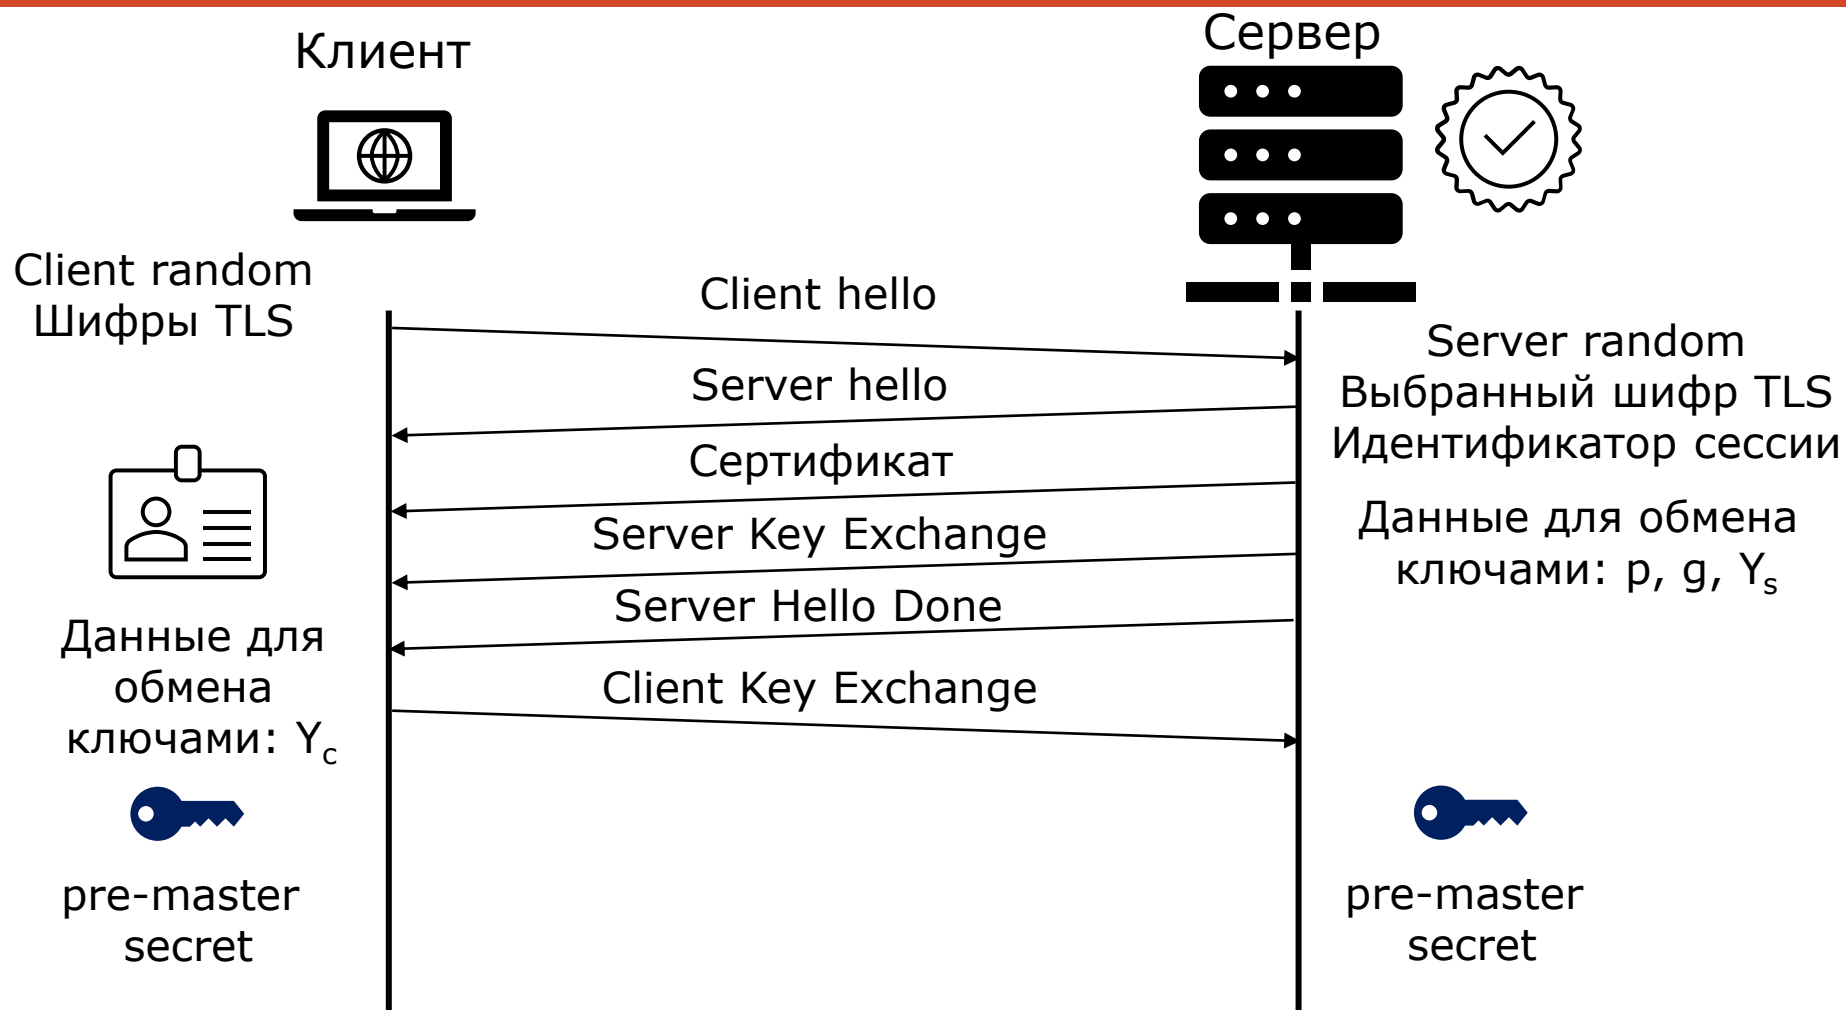 Клиент
Сервер
Client random
Шифры TLS
Client hello
Server random
Выбранный шифр TLS
Идентификатор сессии
Server hello
Сертификат
Server Key Exchange
Данные для обмена
ключами: p, g, Yₛ
Server Hello Done
Данные для
обмена
ключами: Y꜀
Client Key Exchange
pre-master
secret
pre-master
secret